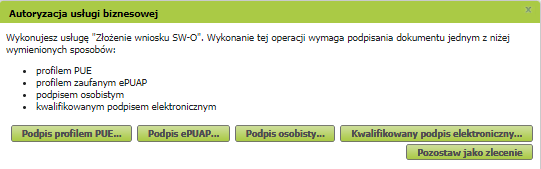 Autoryzacja usługi biznesowej x
Wykonujesz usługę "Złożenie wniosku SW-O". Wykonanie tej operacji wymaga podpisania dokumentu jednym z niżej
wymienionych sposobów:
• profilem PUE
• profilem zaufanym ePUAP
• podpisem osobistym
• kwalifikowanym podpisem elektronicznym
Podpis profilem PUE... Podpis ePUAP... Podpis osobisty... Kwalifikowany podpis elektroniczny...
Pozostaw jako zlecenie